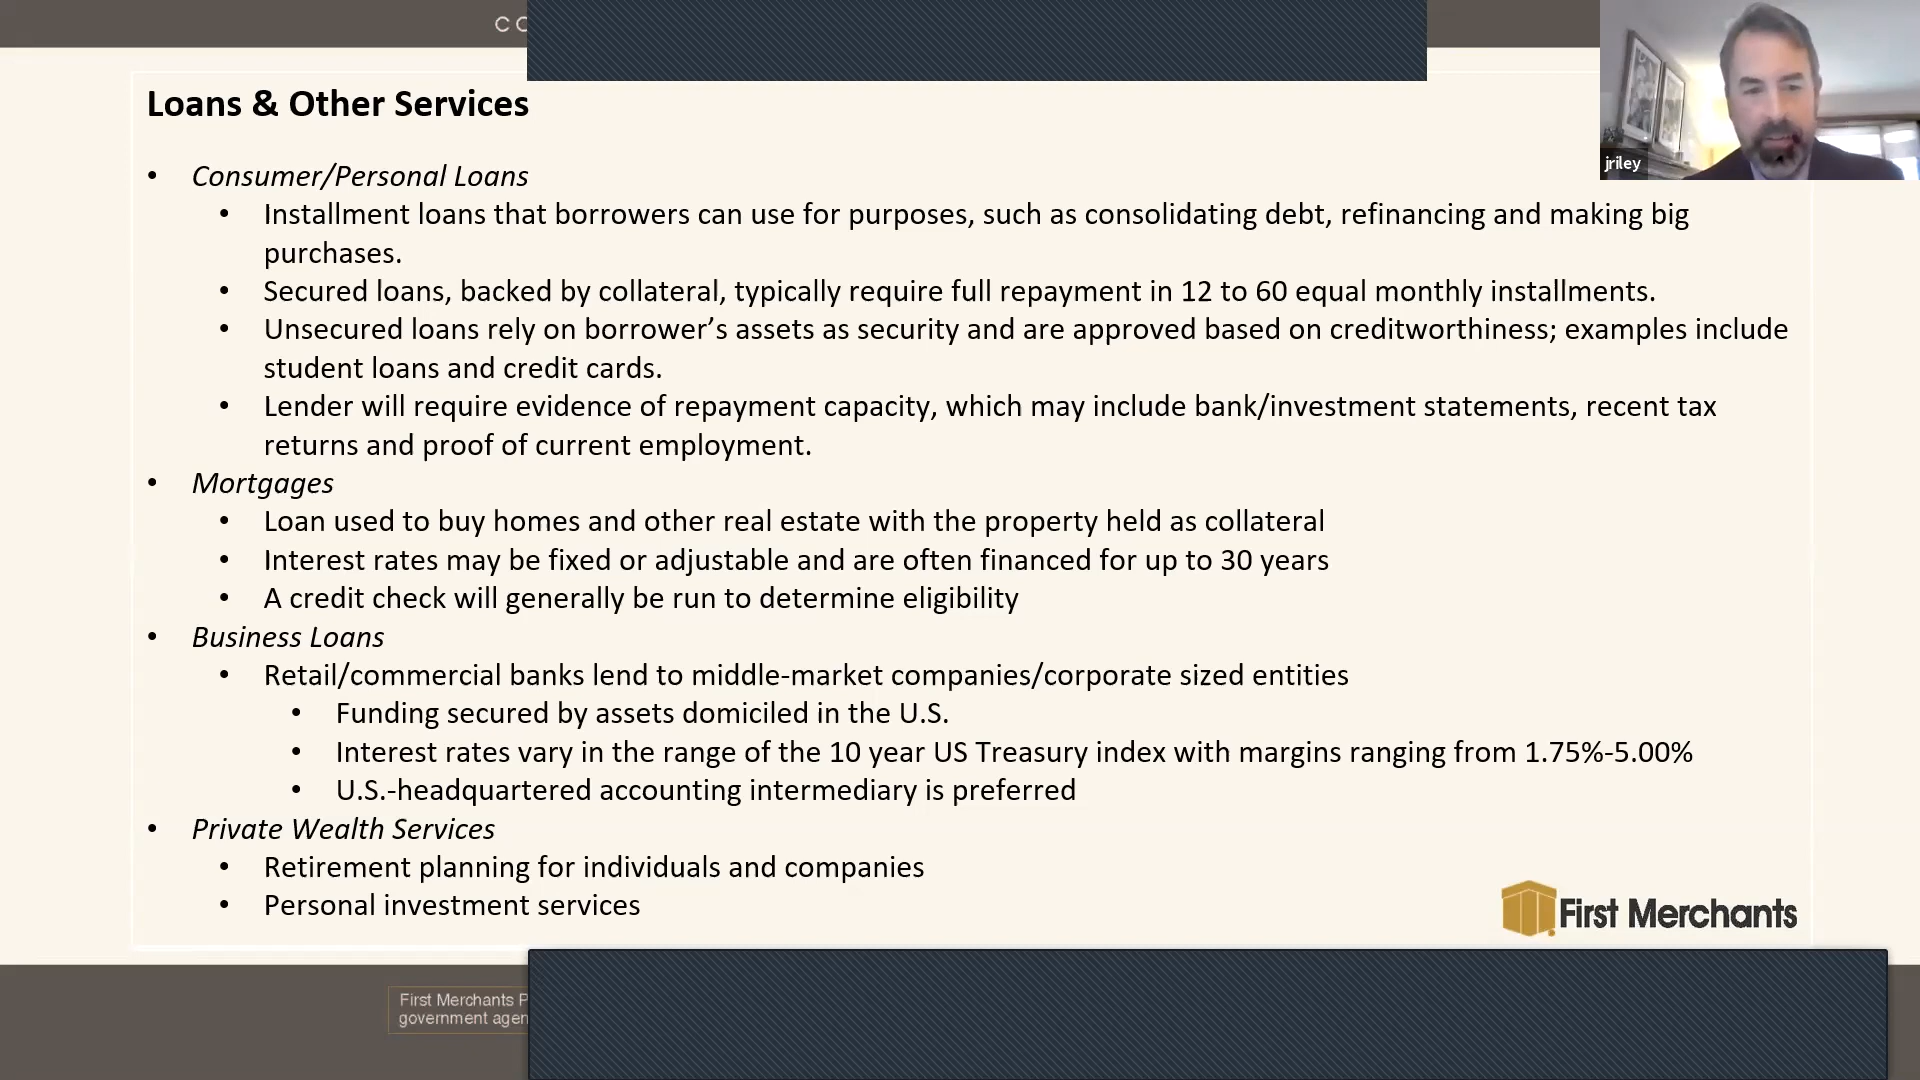 CO
Loans & Other Services
jriley
• Consumer/Personal Loans
• Installment loans that borrowers can use for purposes, such as consolidating debt, refinancing and making big
purchases.
• Secured loans, backed by collateral, typically require full repayment in 12 to 60 equal monthly installments.
• Unsecured loans rely on borrower’s assets as security and are approved based on creditworthiness; examples include
student loans and credit cards.
• Lender will require evidence of repayment capacity, which may include bank/investment statements, recent tax
returns and proof of current employment.
• Mortgages
• Loan used to buy homes and other real estate with the property held as collateral
• Interest rates may be fixed or adjustable and are often financed for up to 30 years
• A credit check will generally be run to determine eligibility
• Business Loans
• Retail/commercial banks lend to middle-market companies/corporate sized entities
• Funding secured by assets domiciled in the U.S.
• Interest rates vary in the range of the 10 year US Treasury index with margins ranging from 1.75%-5.00%
• U.S.-headquartered accounting intermediary is preferred
• Private Wealth Services
• Retirement planning for individuals and companies
• Personal investment services
First Merchants
First Merchants P
government agen